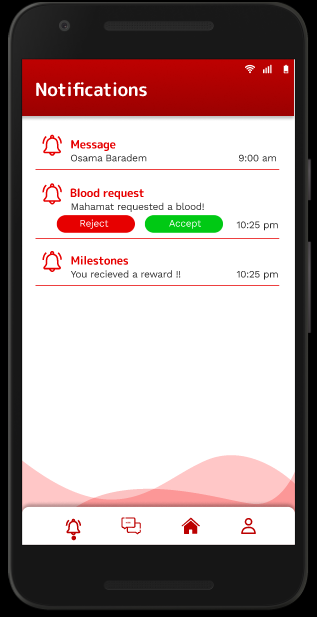 Notifications
Message
Osama Baradem 9:00 am
Blood request
Mahamat requested a blood!
Reject Accept 10:25 pm
Milestones
You recieved a reward !! 10:25 pm